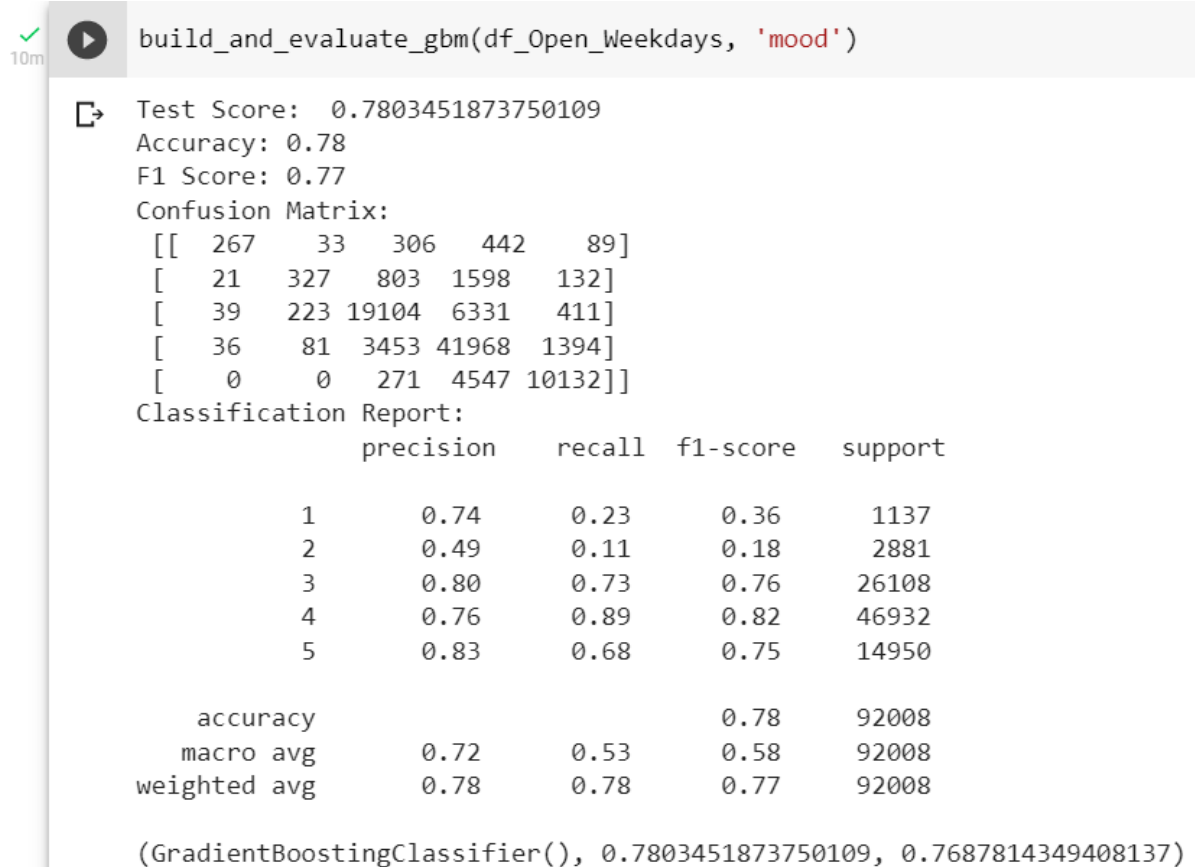 10m
build_and_evaluate_gbm(df_Open_Weekdays, 'mood')
Test Score:  0.7803451873750109
Accuracy: 0.78
F1 Score: 0.77
Confusion Matrix:
 [[  267    33   306   442    89]
 [   21   327   803  1598   132]
 [   39   223 19104  6331   411]
 [   36    81  3453 41968  1394]
 [    0     0   271  4547 10132]]
Classification Report:
              precision    recall  f1-score   support
           1       0.74      0.23      0.36      1137
           2       0.49      0.11      0.18      2881
           3       0.80      0.73      0.76     26108
           4       0.76      0.89      0.82     46932
           5       0.83      0.68      0.75     14950
    accuracy                           0.78     92008
   macro avg       0.72      0.53      0.58     92008
weighted avg       0.78      0.78      0.77     92008
(GradientBoostingClassifier(), 0.7803451873750109, 0.7687814349408137)